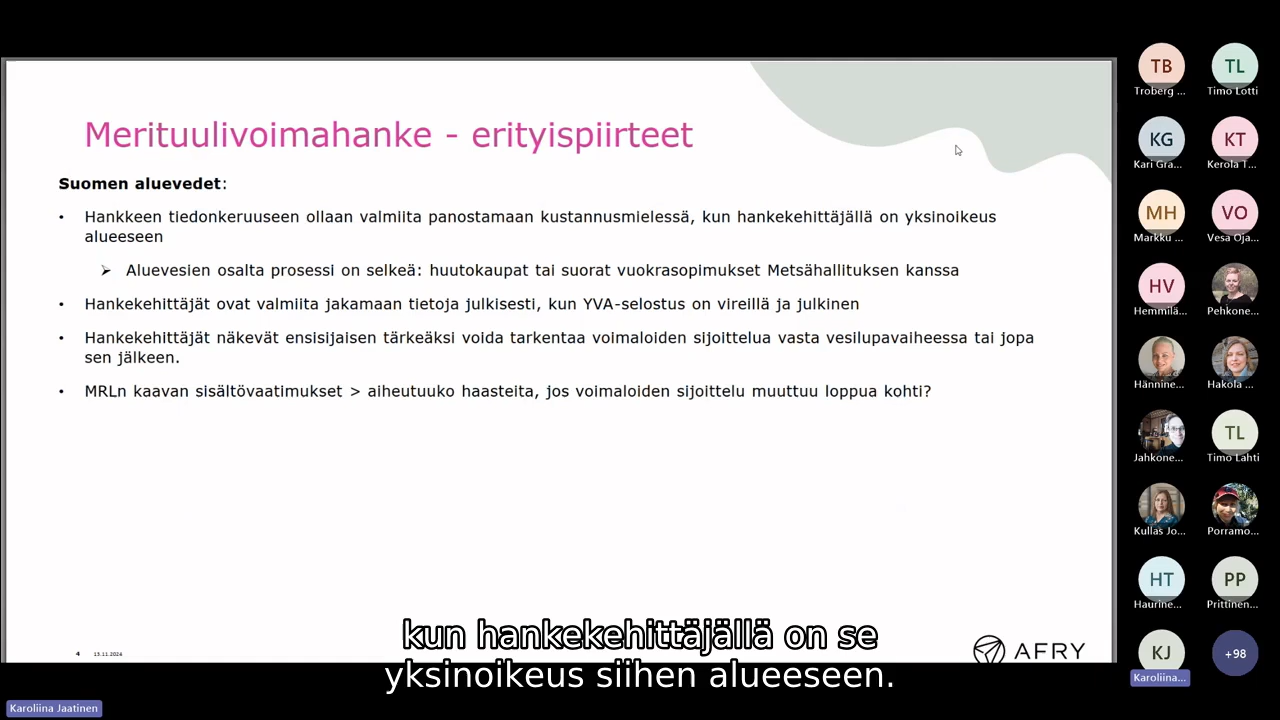 Merituulivoimahanke - erityispiirteet
Suomen aluevedet:
• Hankkeen tiedonkeruuseen ollaan valmiita panostamaan kustannusmielessä, kun hankekehittäjällä on yksinoikeus
alueeseen
➢ Aluevesien osalta prosessi on selkeä: huutokaupat tai suorat vuokrasopimukset Metsähallituksen kanssa
• Hankekehittäjät ovat valmiita jakamaan tietoja julkisesti, kun YVA-selostus on vireillä ja julkinen
• Hankekehittäjät näkevät ensisijaisen tärkeäksi voida tarkentaa voimaloiden sijoittelua vasta vesilupavaiheessa tai jopa
sen jälkeen.
• MRLn kaavan sisältövaatimukset > aiheutuuko haasteita, jos voimaloiden sijoittelu muuttuu loppua kohti?
4 13.11.2024
AFRY
kun hankekehittäjällä on se
yksinoikeus siihen alueeseen.
Karoliina Jaatinen
TB TL
Troberg ... Timo Lotti
KG KT
Kari Gra... Kerola T...
MH VO
Markku ... Vesa Oja...
HV
Hemmilä... Pehkone...
Hännine... Hakola ...
TL
Jahkone... Timo Lahti
Kullas Jo... Porramo...
HT PP
Haurine... Prittinen...
KJ +98
Karoliina...